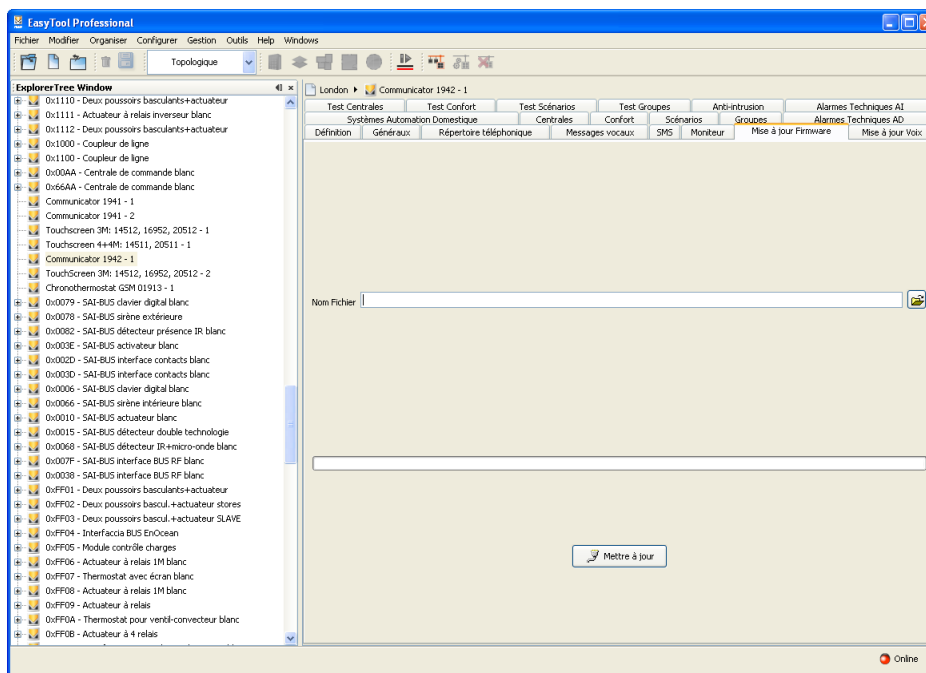 EasyTool Professional
Fichier Modifier Organiser Configurer Gestion Outils Help Windows
Topologique
ExplorerTree Window
0x1110 - Deux poussoirs basculants+actuateur
0x1111 - Actuateur à relais inverseur blanc
0x1112 - Deux poussoirs basculants+actuateur
0x1000 - Coupleur de ligne
0x1100 - Coupleur de ligne
0x00AA - Centrale de commande blanc
0x66AA - Centrale de commande blanc
Communicator 1941 - 1
Communicator 1941 - 2
Touchscreen 3M: 14512, 16952, 20512 - 1
Touchscreen 4+4M: 14511, 20511 - 1
Communicator 1942 - 1
TouchScreen 3M: 14512, 16952, 20512 - 2
Chronothermostat GSM 01913 - 1
0x0079 - SAI-BUS clavier digital blanc
0x0078 - SAI-BUS sirène extérieure
0x0082 - SAI-BUS détecteur présence IR blanc
0x003E - SAI-BUS activateur blanc
0x002D - SAI-BUS interface contacts blanc
0x003D - SAI-BUS interface contacts blanc
0x0006 - SAI-BUS clavier digital blanc
0x0066 - SAI-BUS sirène intérieure blanc
0x0010 - SAI-BUS actuateur blanc
0x0015 - SAI-BUS détecteur double technologie
0x0068 - SAI-BUS détecteur IR+micro-onde blanc
0x007F - SAI-BUS interface BUS RF blanc
0x0038 - SAI-BUS interface BUS RF blanc
0xFF01 - Deux poussoirs basculants+actuateur
0xFF02 - Deux poussoirs bascul.+actuateur stores
0xFF03 - Deux poussoirs bascul.+actuateur SLAVE
0xFF04 - Interfaccia BUS EnOcean
0xFF05 - Module contrôle charges
0xFF06 - Actuateur à relais 1M blanc
0xFF07 - Thermostat avec écran blanc
0xFF08 - Actuateur à relais 1M blanc
0xFF09 - Actuateur à relais
0xFF0A - Thermostat pour ventil-convecteur blanc
0xFF0B - Actuateur à 4 relais
London Communicator 1942 - 1
Test Centrales Test Confort Test Scénarios Test Groupes Anti-intrusion Alarmes Techniques AI
Systèmes Automation Domestique Centrales Confort Scénarios Groupes Alarmes Techniques AD
Définition Généraux Répertoire téléphonique Messages vocaux SMS Moniteur Mise à jour Firmware Mise à jour Voix
Nom Fichier
Mettre à jour
Online